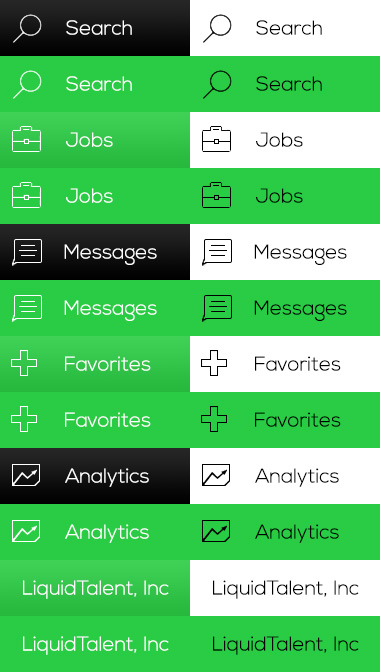 Search Search
Search Search
Jobs Jobs
Jobs Jobs
Messages Messages
Messages Messages
Favorites Favorites
Favorites Favorites
Analytics Analytics
Analytics Analytics
LiquidTalent, Inc LiquidTalent, Inc
LiquidTalent, Inc LiquidTalent, Inc